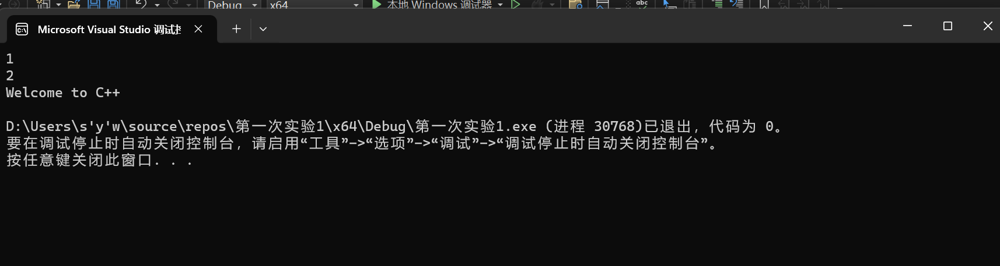 Debug x64 本地 Windows 调试器
Microsoft Visual Studio 调试
1
2
Welcome to C++
D:\Users\s'y'w\source\repos\第一次实验1\x64\Debug\第一次实验1.exe (进程 30768)已退出，代码为 0。
要在调试停止时自动关闭控制台，请启用“工具”->“选项”->“调试”->“调试停止时自动关闭控制台”。
按任意键关闭此窗口. . .